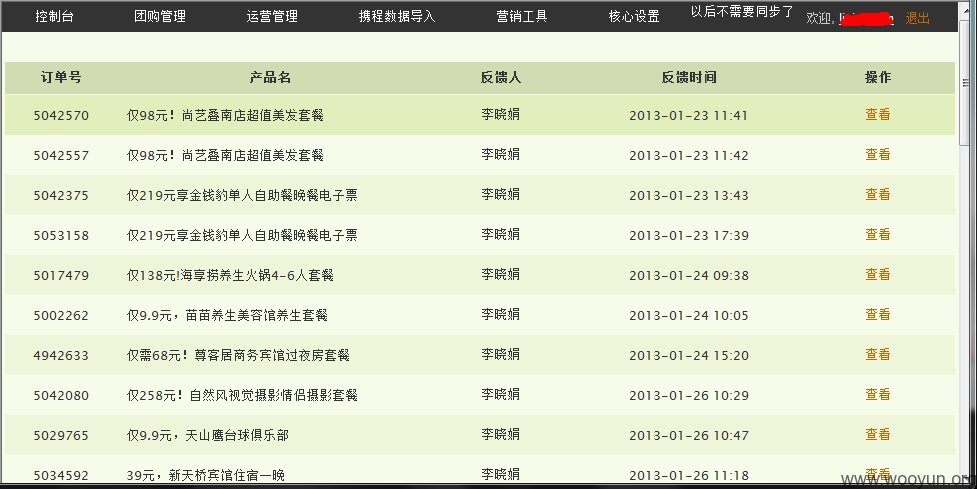 控制台 团购管理 运营管理 携程数据导入 营销工具 核心设置 以后不需要同步了 欢迎, 退出
订单号 产品名 反馈人 反馈时间 操作
5042570 仅98元！尚艺叠南店超值美发套餐 李晓娟 2013-01-23 11:41 查看
5042557 仅98元！尚艺叠南店超值美发套餐 李晓娟 2013-01-23 11:42 查看
5042375 仅219元享金钱豹单人自助餐晚餐电子票 李晓娟 2013-01-23 13:43 查看
5053158 仅219元享金钱豹单人自助餐晚餐电子票 李晓娟 2013-01-23 17:39 查看
5017479 仅138元!海享捞养生火锅4-6人套餐 李晓娟 2013-01-24 09:38 查看
5002262 仅9.9元，苗苗养生美容馆养生套餐 李晓娟 2013-01-24 10:05 查看
4942633 仅需68元！尊客居商务宾馆过夜房套餐 李晓娟 2013-01-24 15:20 查看
5042080 仅258元！自然风视觉摄影情侣摄影套餐 李晓娟 2013-01-26 10:29 查看
5029765 仅9.9元，天山鹰台球俱乐部 李晓娟 2013-01-26 10:47 查看
5034592 39元，新天桥宾馆住宿一晚 李晓娟 2013-01-26 11:18 查看
www.wooyun.org